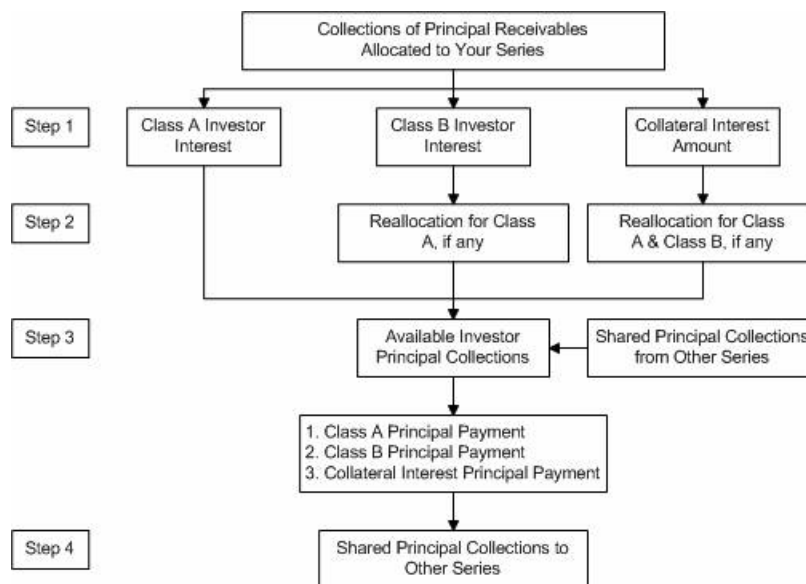 Collections of Principal Receivables
Allocated to Your Series
Step 1
Class A Investor
Interest
Class B Investor
Interest
Collateral Interest
Amount
Step 2
Reallocation for Class
A, if any
Reallocation for Class
A & Class B, if any
Step 3
Available Investor
Principal Collections
Shared Principal Collections
from Other Series
1. Class A Principal Payment
2. Class B Principal Payment
3. Collateral Interest Principal Payment
Step 4
Shared Principal Collections to
Other Series